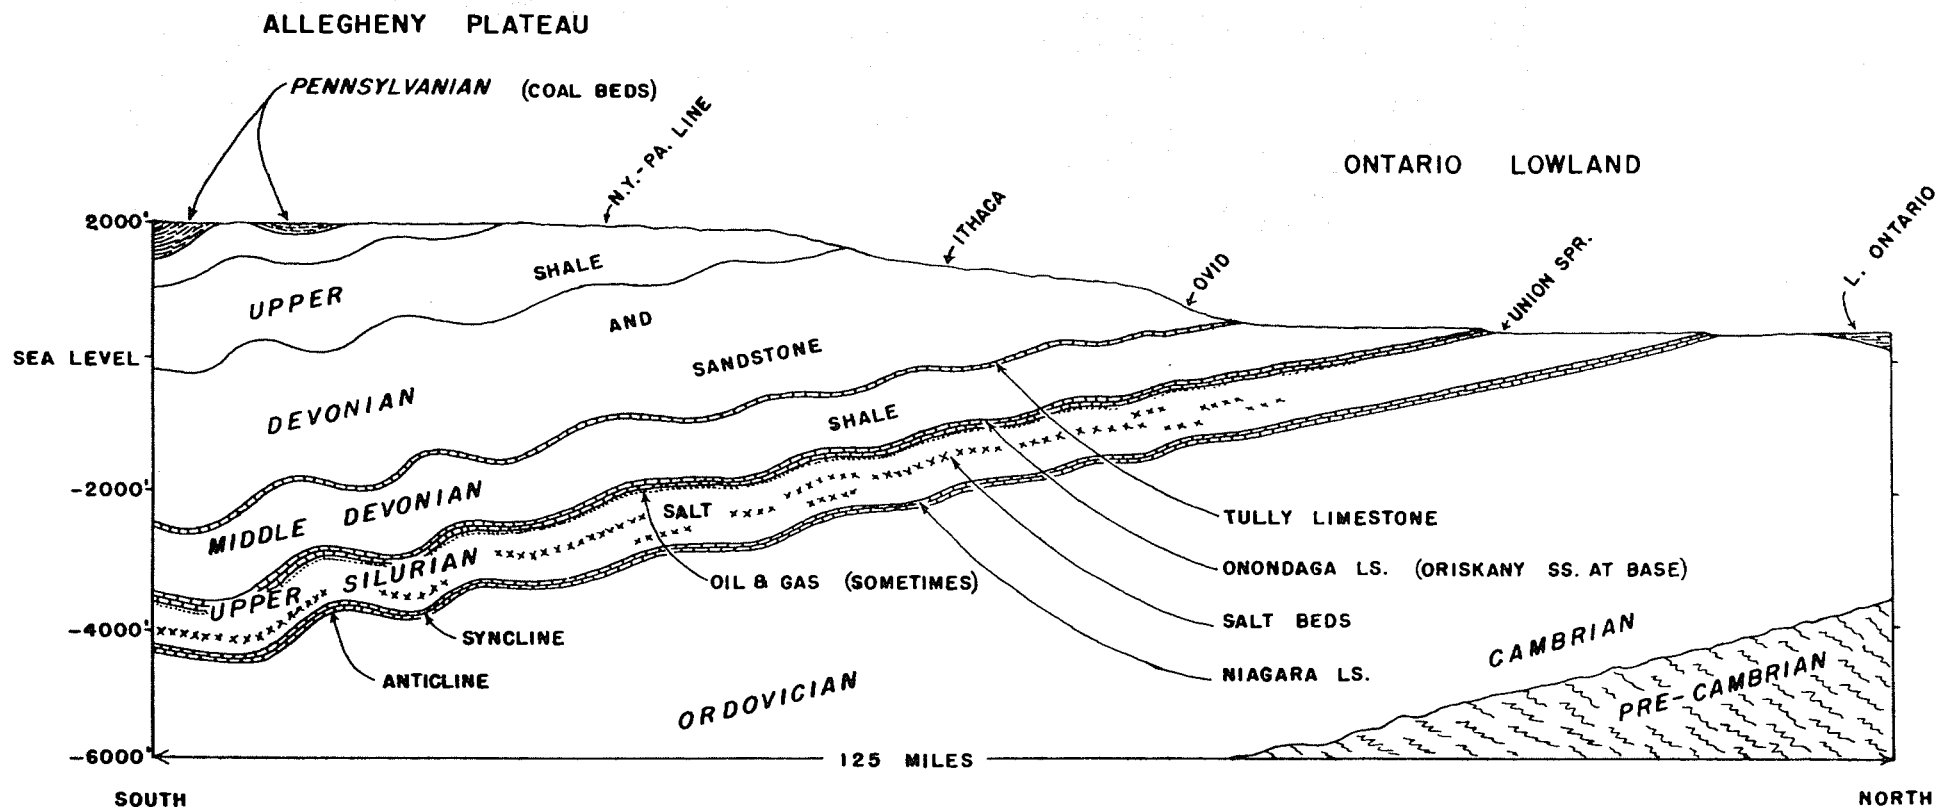 ALLEGHENY PLATEAU
PENNSYLVANIAN (COAL BEDS)
N.Y.-PA. LINE
ONTARIO LOWLAND
ITHACA
OVID
UNION SPR.
L. ONTARIO
2000'
SHALE
UPPER
AND
SEA LEVEL
SANDSTONE
DEVONIAN
SHALE
-2000'
MIDDLE DEVONIAN
SALT
TULLY LIMESTONE
UPPER SILURIAN
OIL & GAS (SOMETIMES)
ONONDAGA LS. (ORISKANY SS. AT BASE)
-4000'
SYNCLINE
SALT BEDS
ANTICLINE
NIAGARA LS.
CAMBRIAN
ORDOVICIAN
PRE-CAMBRIAN
-6000'
125 MILES
SOUTH
NORTH